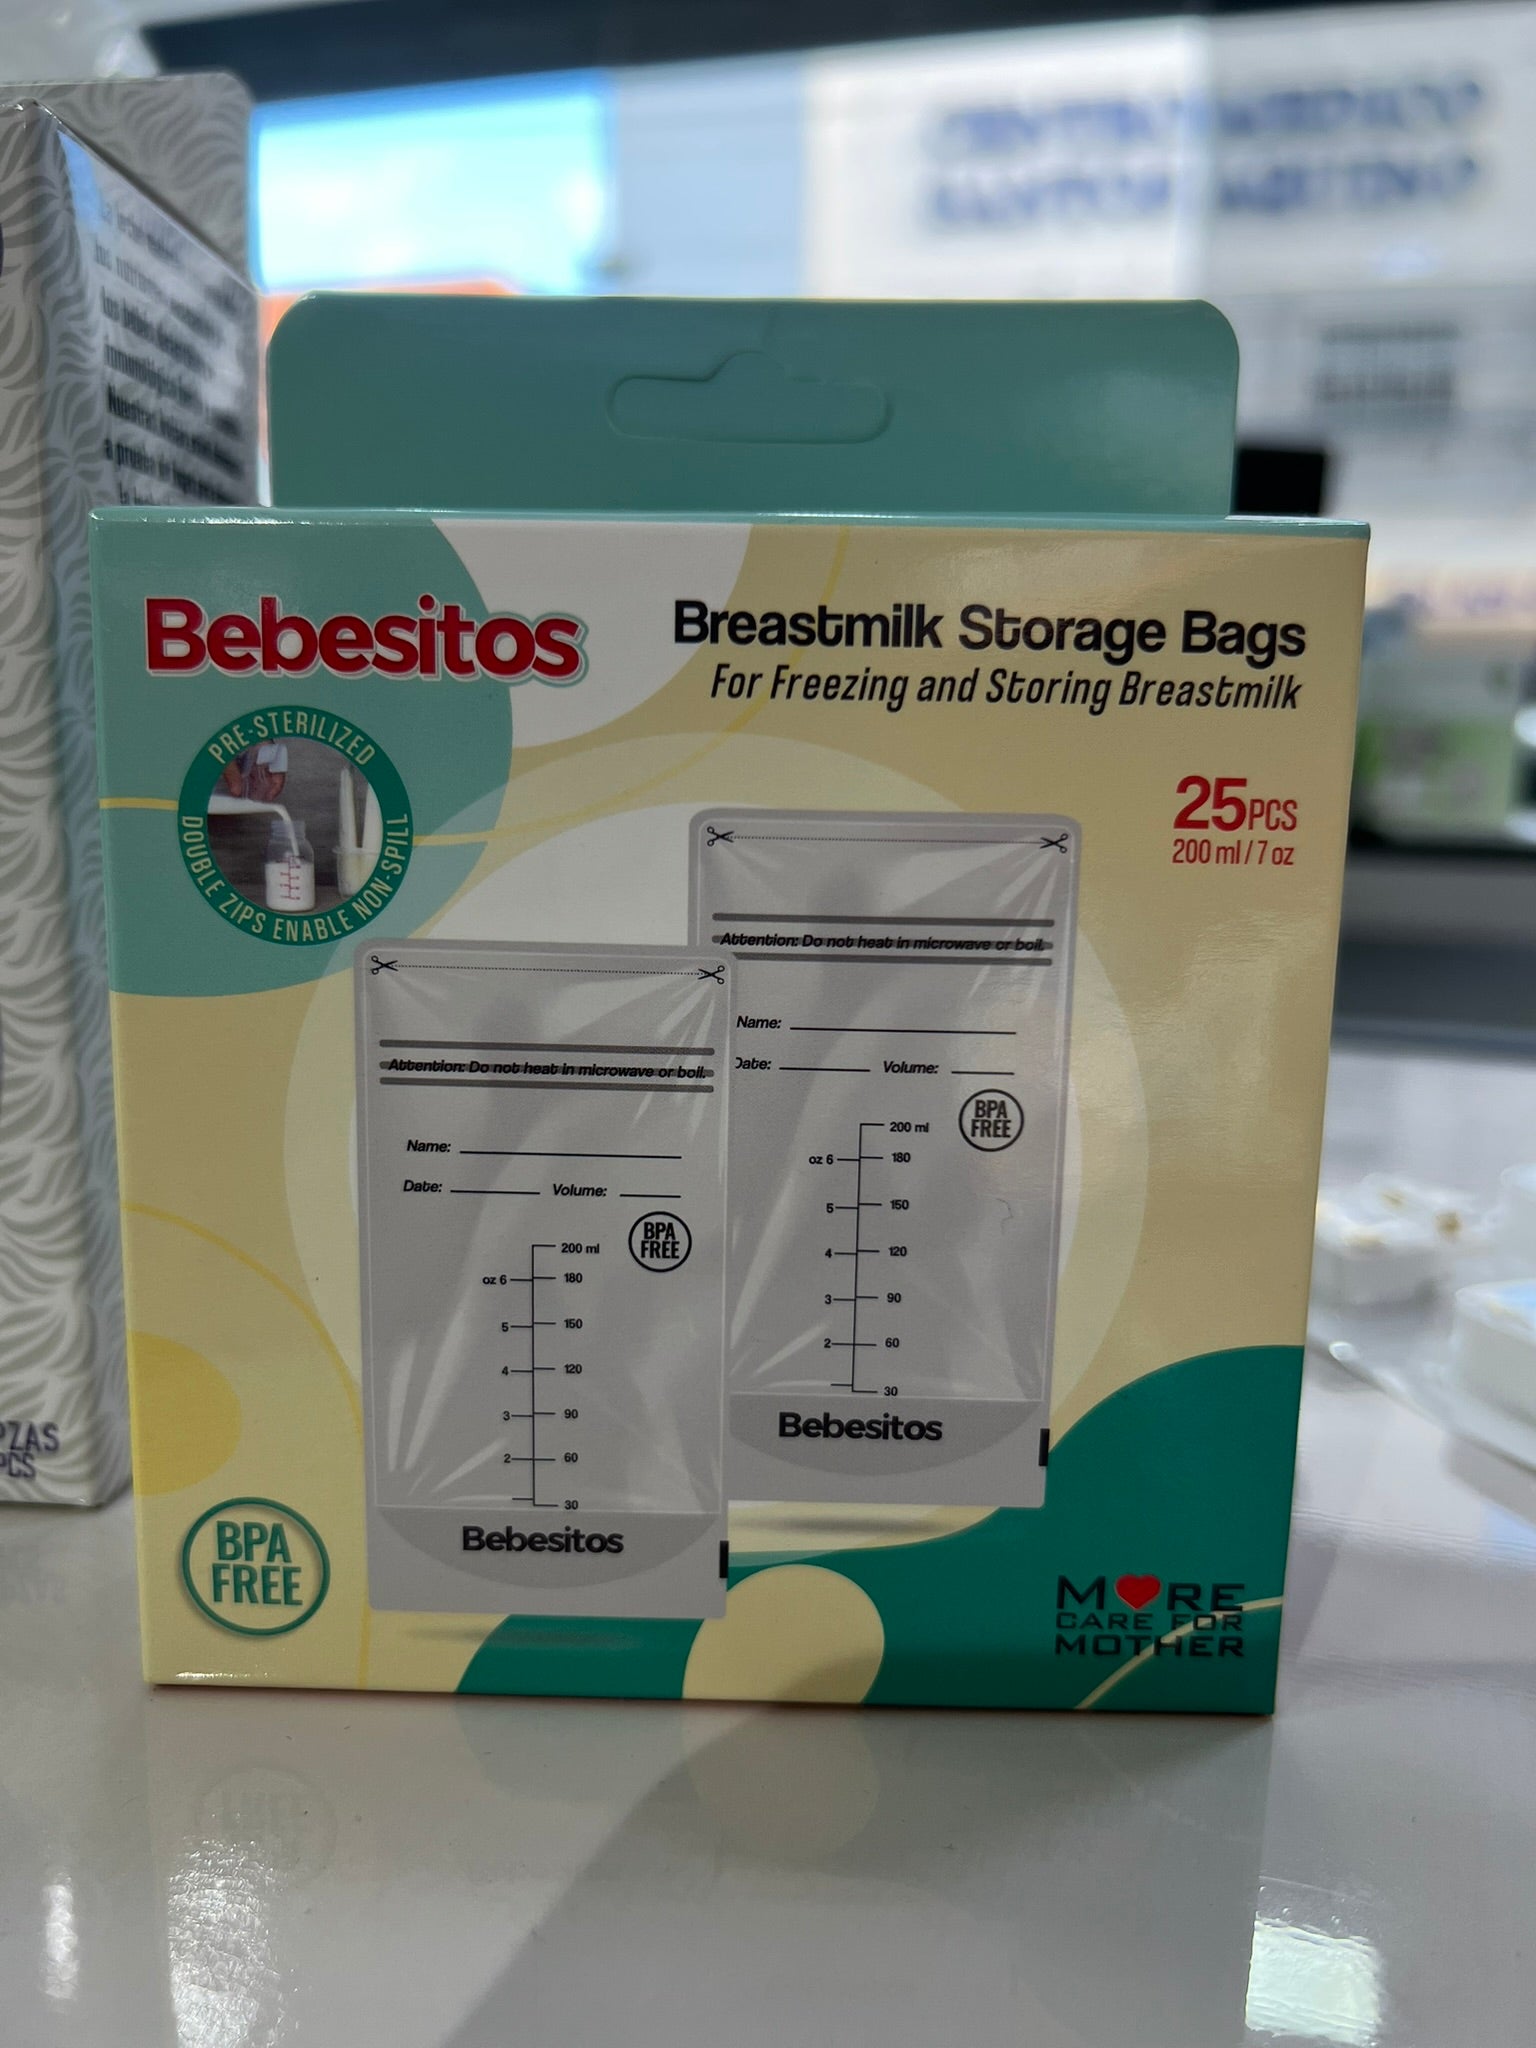 Bebesitos
Breastmilk Storage Bags
For Freezing and Storing Breastmilk
PRE-STERILIZED
DOUBLE ZIPS ENABLE NON-SPILL
25PCS
200 ml / 7 oz
Attention: Do not heat in microwave or boil.
Name:
Date: Volume:
BPA
FREE
200 ml
oz 6 180
5 150
4 120
3 90
2 60
30
Bebesitos
Attention: Do not heat in microwave or boil.
Name:
Date: Volume:
BPA
FREE
200 ml
oz 6 180
5 150
4 120
3 90
2 60
30
Bebesitos
BPA
FREE
MORE
CARE FOR
MOTHER
PZAS
PCS
a prueba de